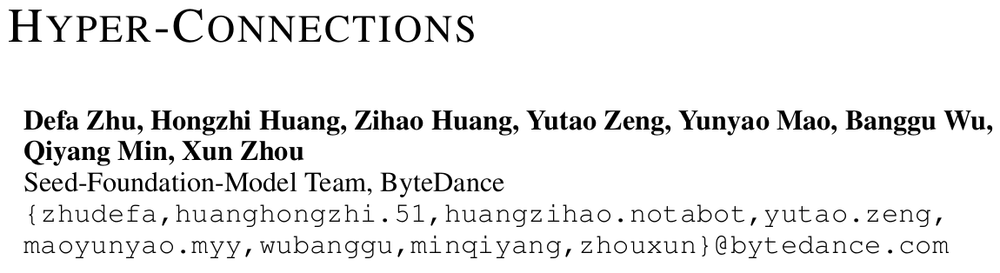 HYPER-CONNECTIONS
Defa Zhu, Hongzhi Huang, Zihao Huang, Yutao Zeng, Yunyao Mao, Banggu Wu,
Qiyang Min, Xun Zhou
Seed-Foundation-Model Team, ByteDance
{zhudefa,huanghongzhi.51,huangzihao.notabot,yutao.zeng,
maoyunyao.myy,wubanggu,minqiyang,zhouxun}@bytedance.com